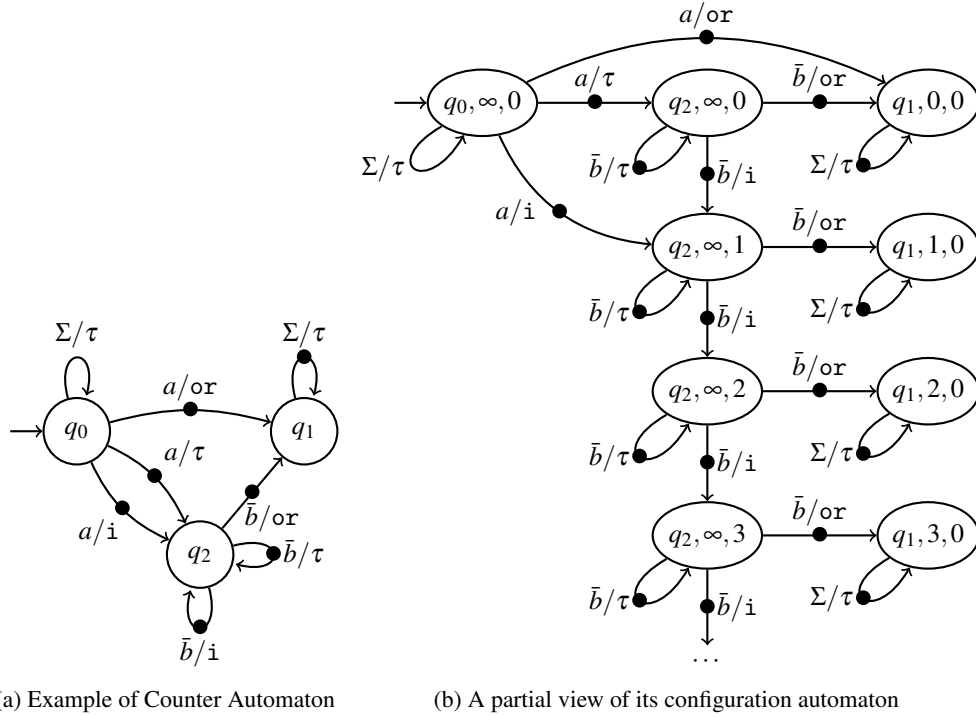 a/or
q₀,∞,0
a/τ
q₂,∞,0
b̄/or
q₁,0,0
Σ/τ
b̄/τ
b̄/i
Σ/τ
a/i
q₂,∞,1
b̄/or
q₁,1,0
b̄/τ
b̄/i
Σ/τ
Σ/τ
Σ/τ
a/or
q₂,∞,2
b̄/or
q₁,2,0
q₀
q₁
a/τ
b̄/τ
b̄/i
Σ/τ
b̄/or
a/i
q₂
b̄/τ
q₂,∞,3
b̄/or
q₁,3,0
b̄/i
b̄/τ
b̄/i
Σ/τ
...
(a) Example of Counter Automaton
(b) A partial view of its configuration automaton